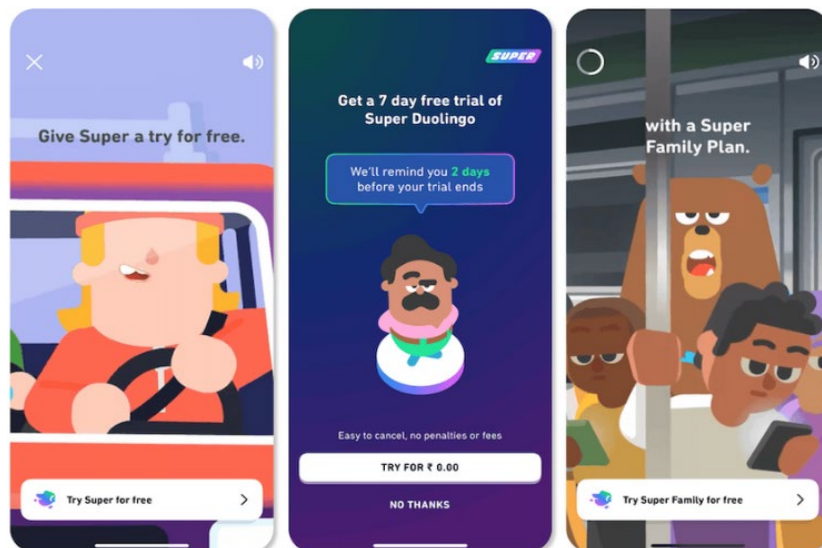 Give Super a try for free.
Try Super for free
SUPER
Get a 7 day free trial of
Super Duolingo
We'll remind you 2 days
before your trial ends
Easy to cancel, no penalties or fees
TRY FOR ₹ 0.00
NO THANKS
with a Super
Family Plan.
Try Super Family for free